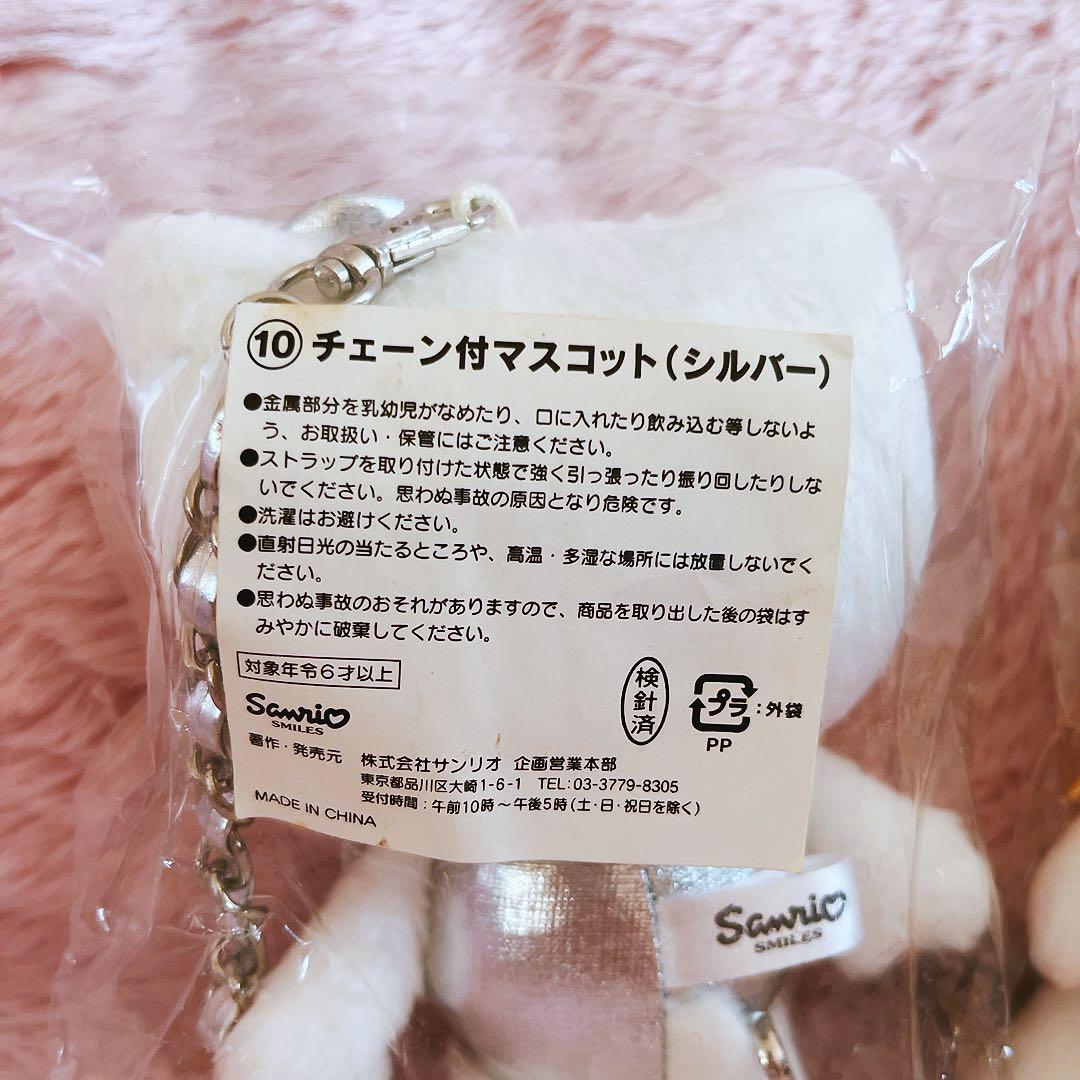 ⑩ チェーン付マスコット(シルバー)
●金属部分を乳幼児がなめたり、口に入れたり飲み込む等しないよ
う、お取扱い・保管にはご注意ください。
●ストラップを取り付けた状態で強く引っ張ったり振り回したりしな
いでください。思わぬ事故の原因となり危険です。
●洗濯はお避けください。
●直射日光の当たるところや、高温・多湿な場所には放置しないでく
ださい。
●思わぬ事故のおそれがありますので、商品を取り出した後の袋はす
みやかに破棄してください。
対象年令6才以上
検針済
プラ:外袋
PP
Sanrio
SMILES
著作・発売元 株式会社サンリオ 企画営業本部
東京都品川区大崎1-6-1 TEL:03-3779-8305
受付時間:午前10時〜午後5時(土・日・祝日を除く)
MADE IN CHINA
Sanrio
SMILES